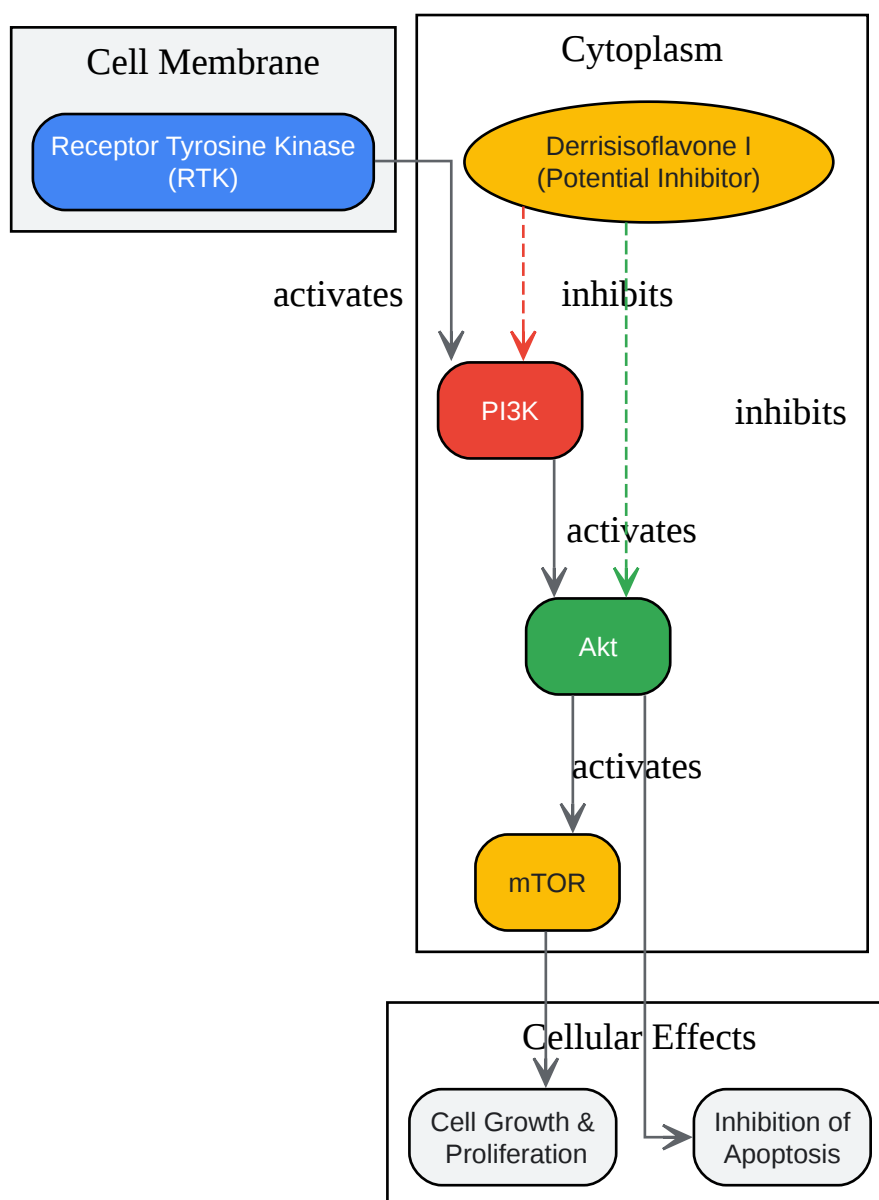 Cell Membrane
Receptor Tyrosine Kinase
(RTK)
Cytoplasm
Derrisisoflavone I
(Potential Inhibitor)
activates
inhibits
PI3K
inhibits
activates
Akt
activates
mTOR
Cellular Effects
Cell Growth &
Proliferation
Inhibition of
Apoptosis